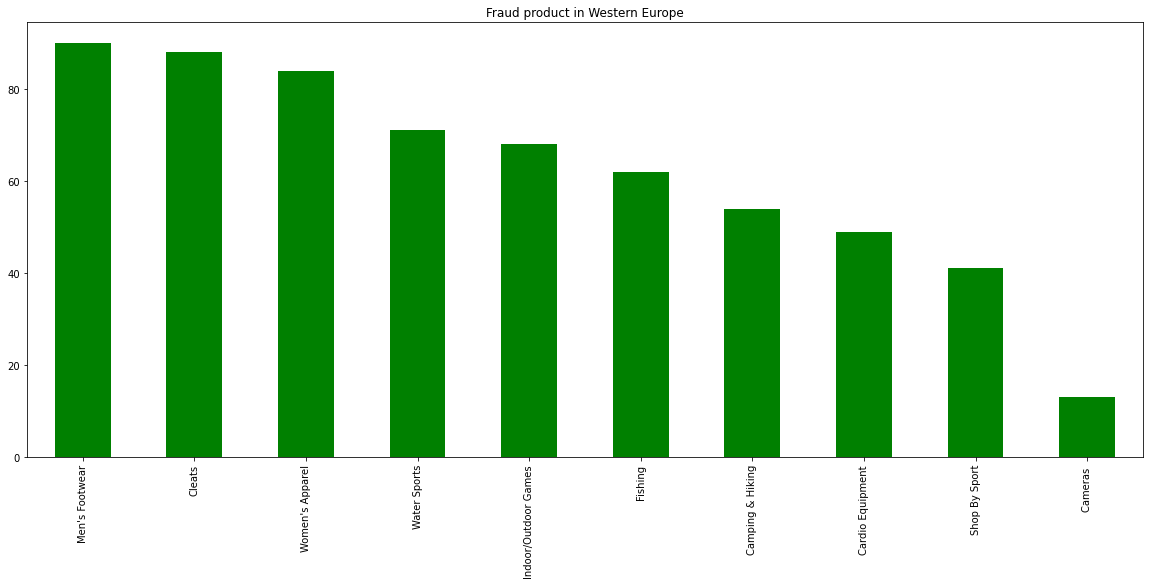 Fraud product in Western Europe
80
60
40
20
0
Men's Footwear
Cleats
Women's Apparel
Water Sports
Indoor/Outdoor Games
Fishing
Camping & Hiking
Cardio Equipment
Shop By Sport
Cameras